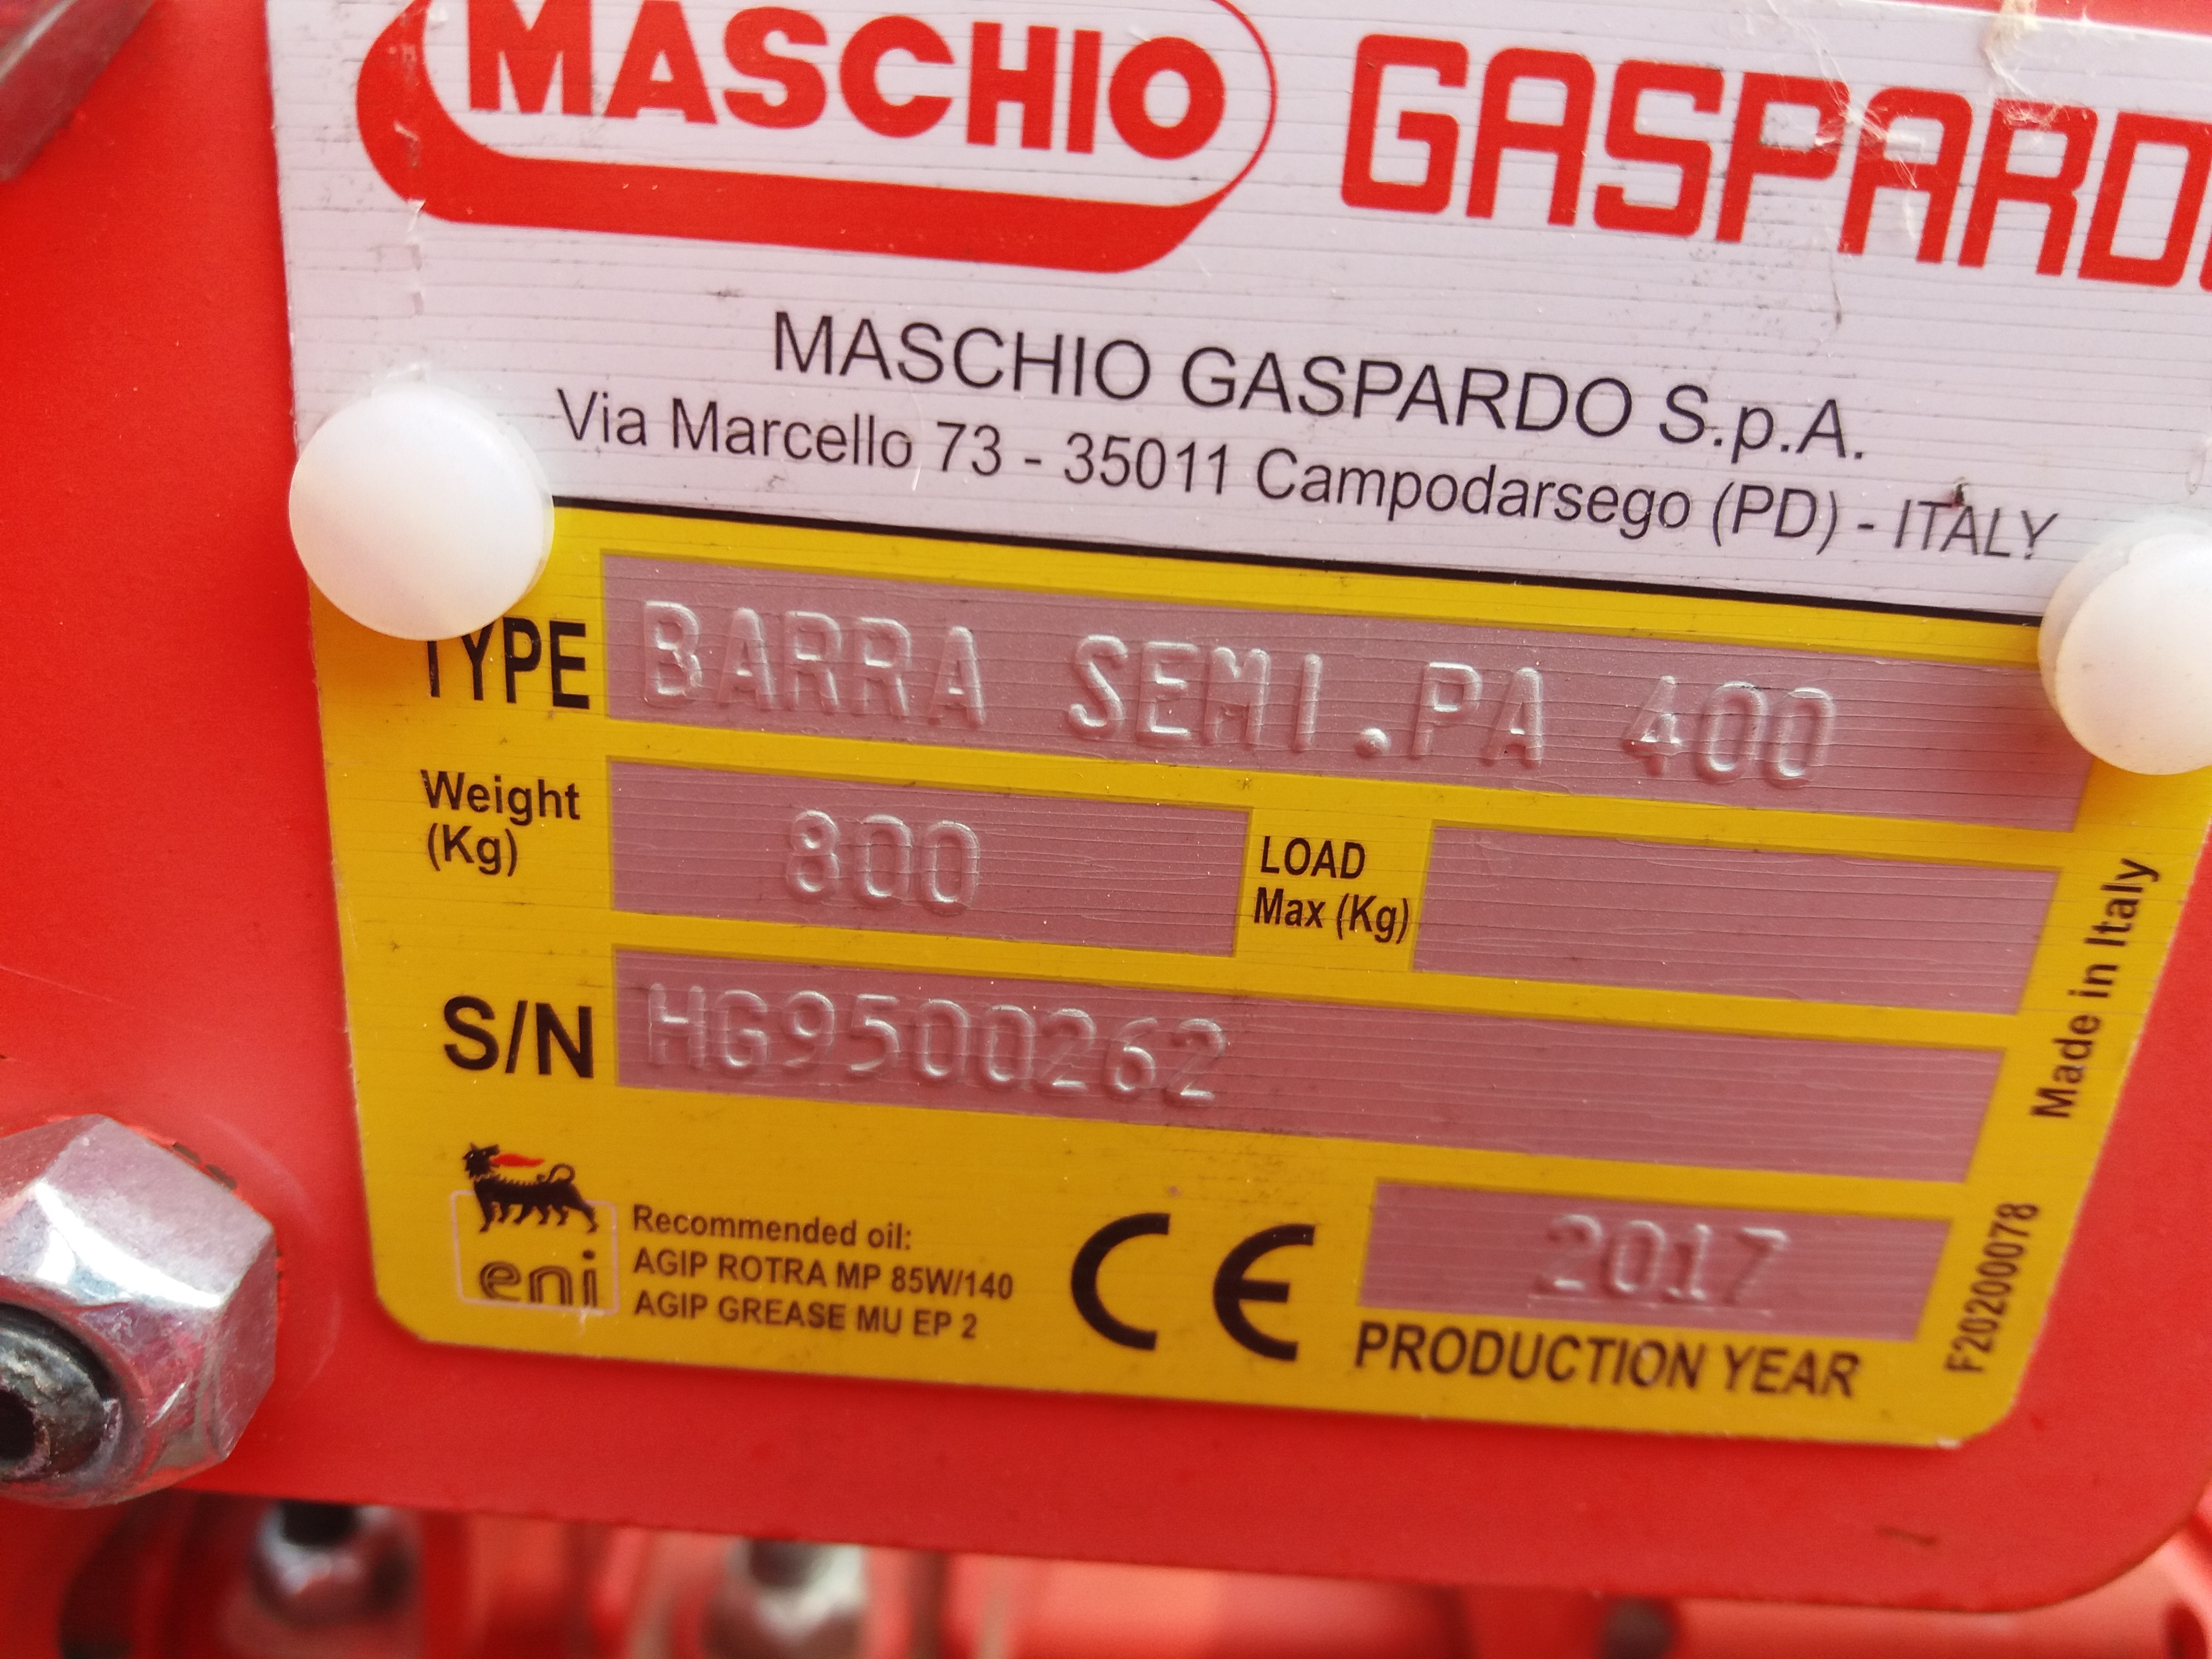 MASCHIO GASPARDO
MASCHIO GASPARDO S.p.A.
Via Marcello 73 - 35011 Campodarsego (PD) - ITALY
TYPE BARRA SEMI.PA 400
Weight (Kg) 800 LOAD Max (Kg)
S/N HG9500262
Made in Italy
eni
Recommended oil:
AGIP ROTRA MP 85W/140
AGIP GREASE MU EP 2
CE
2017
PRODUCTION YEAR
F20200078